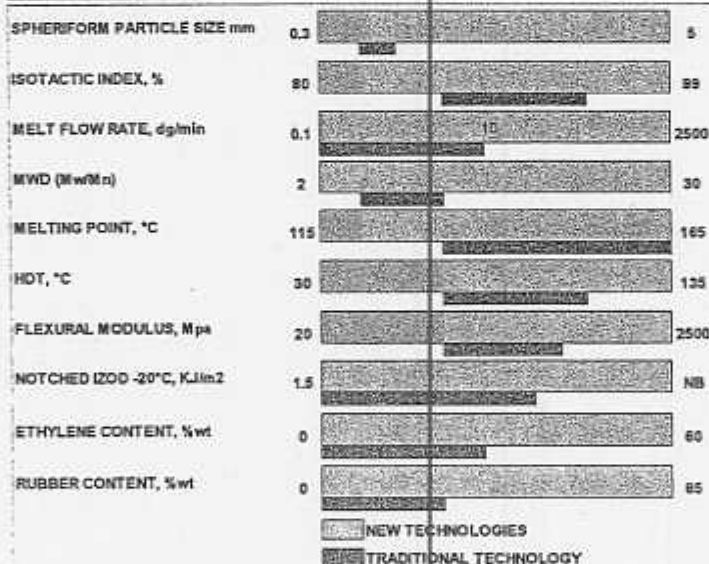 SPHERIFORM PARTICLE SIZE mm 0.3 5
ISOTACTIC INDEX, % 80 99
MELT FLOW RATE, dg/min 0.1 10 2500
MWD (Mw/Mn) 2 30
MELTING POINT, °C 115 165
HDT, °C 30 135
FLEXURAL MODULUS, Mpa 20 2500
NOTCHED IZOD -20°C, KJ/m2 1.5 NB
ETHYLENE CONTENT, %wt 0 60
RUBBER CONTENT, %wt 0 65
NEW TECHNOLOGIES
TRADITIONAL TECHNOLOGY